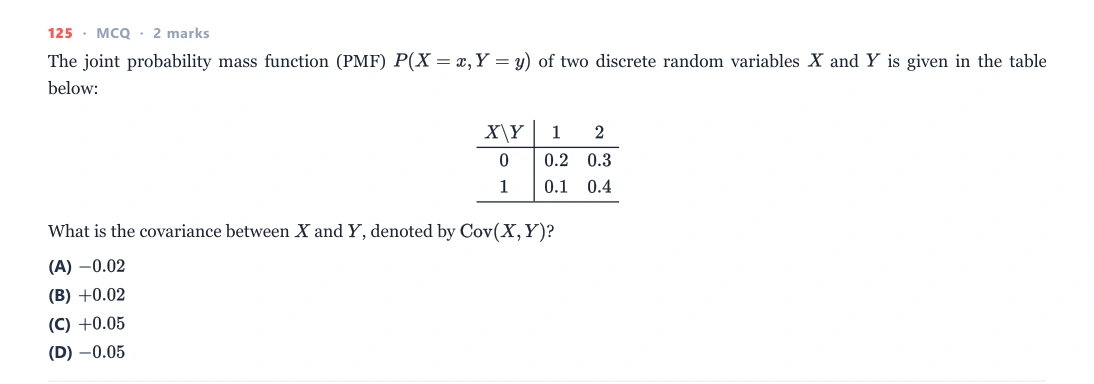 125 · MCQ · 2 marks
The joint probability mass function (PMF) P(X = x, Y = y) of two discrete random variables X and Y is given in the table
below:
X\Y 1 2
0 0.2 0.3
1 0.1 0.4
What is the covariance between X and Y, denoted by Cov(X, Y)?
(A) −0.02
(B) +0.02
(C) +0.05
(D) −0.05